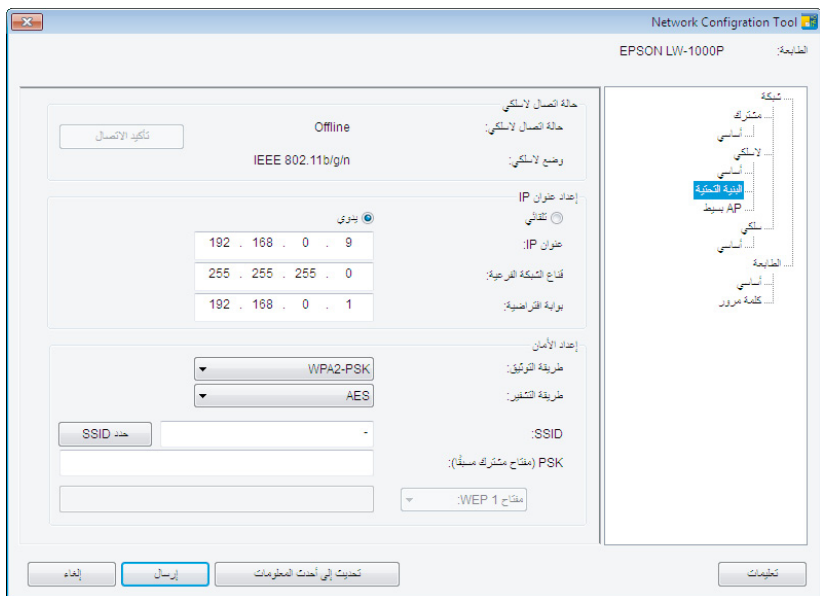 Network Configration Tool
الطابعة: EPSON LW-1000P
شبكة
مشترك
أساسي
لاسلكي
أساسي
البنية التحتية
AP بسيط
سلكي
أساسي
الطابعة
أساسي
كلمة مرور
حالة اتصال لاسلكي
حالة اتصال لاسلكي: Offline تأكيد الاتصال
وضع لاسلكي: IEEE 802.11b/g/n
إعداد عنوان IP
تلقائي يدوي
عنوان IP: 192 . 168 . 0 . 9
قناع الشبكة الفرعية: 255 . 255 . 255 . 0
بوابة افتراضية: 192 . 168 . 0 . 1
إعداد الأمان
طريقة التوثيق: WPA2-PSK
طريقة التشفير: AES
SSID: - حدد SSID
PSK (مفتاح مشترك مسبقًا):
مفتاح WEP 1:
تعليمات تحديث إلى أحدث المعلومات إرسال إلغاء